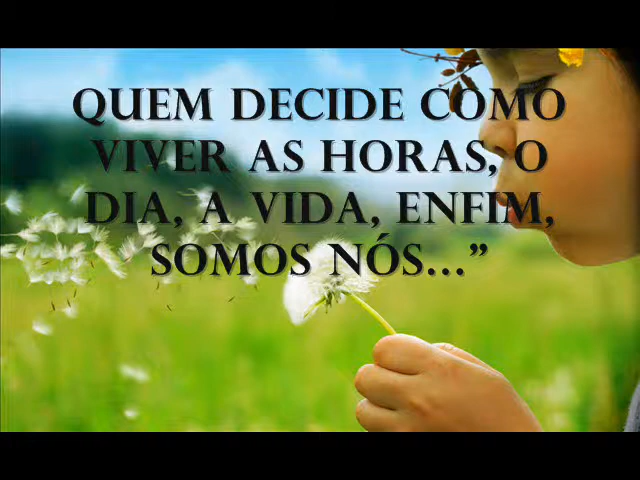 QUEM DECIDE COMO
VIVER AS HORAS, O
DIA, A VIDA, ENFIM,
SOMOS NÓS...”